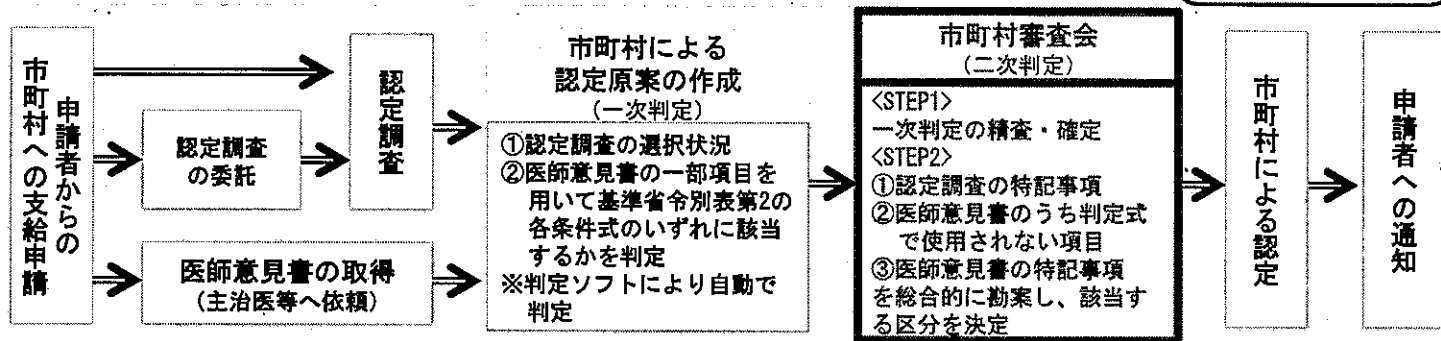 申請者からの
市町村への支給申請
認定調査
の委託
認定調査
医師意見書の取得
(主治医等へ依頼)
市町村による
認定原案の作成
(一次判定)
①認定調査の選択状況
②医師意見書の一部項目を
用いて基準省令別表第2の
各条件式のいずれに該当
するかを判定
※判定ソフトにより自動で
判定
市町村審査会
(二次判定)
<STEP1>
一次判定の精査・確定
<STEP2>
①認定調査の特記事項
②医師意見書のうち判定式
で使用されない項目
③医師意見書の特記事項
を総合的に勘案し、該当す
る区分を決定
市町村による認定
申請者への通知